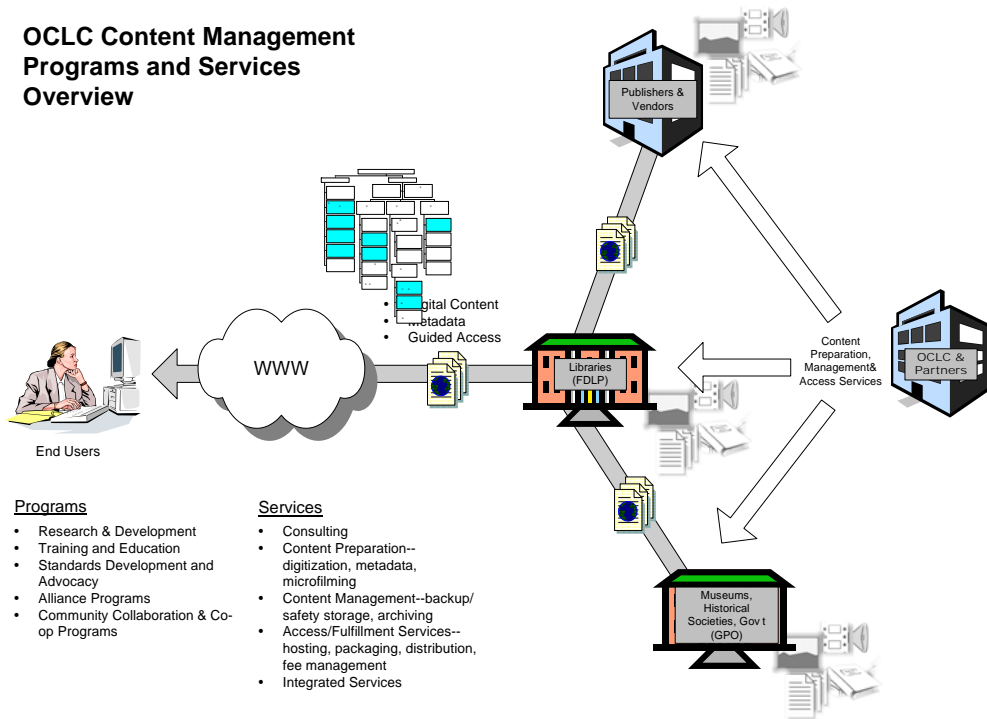 OCLC Content Management
Programs and Services
Overview
Publishers &
Vendors
• gital Content
• Metadata
• Guided Access
WWW
Libraries
(FDLP)
Content
Preparation,
Management&
Access Services
OCLC &
Partners
End Users
Museums,
Historical
Societies, Gov t
(GPO)
Programs
• Research & Development
• Training and Education
• Standards Development and
Advocacy
• Alliance Programs
• Community Collaboration & Co-
op Programs
Services
• Consulting
• Content Preparation--
digitization, metadata,
microfilming
• Content Management--backup/
safety storage, archiving
• Access/Fulfillment Services--
hosting, packaging, distribution,
fee management
• Integrated Services